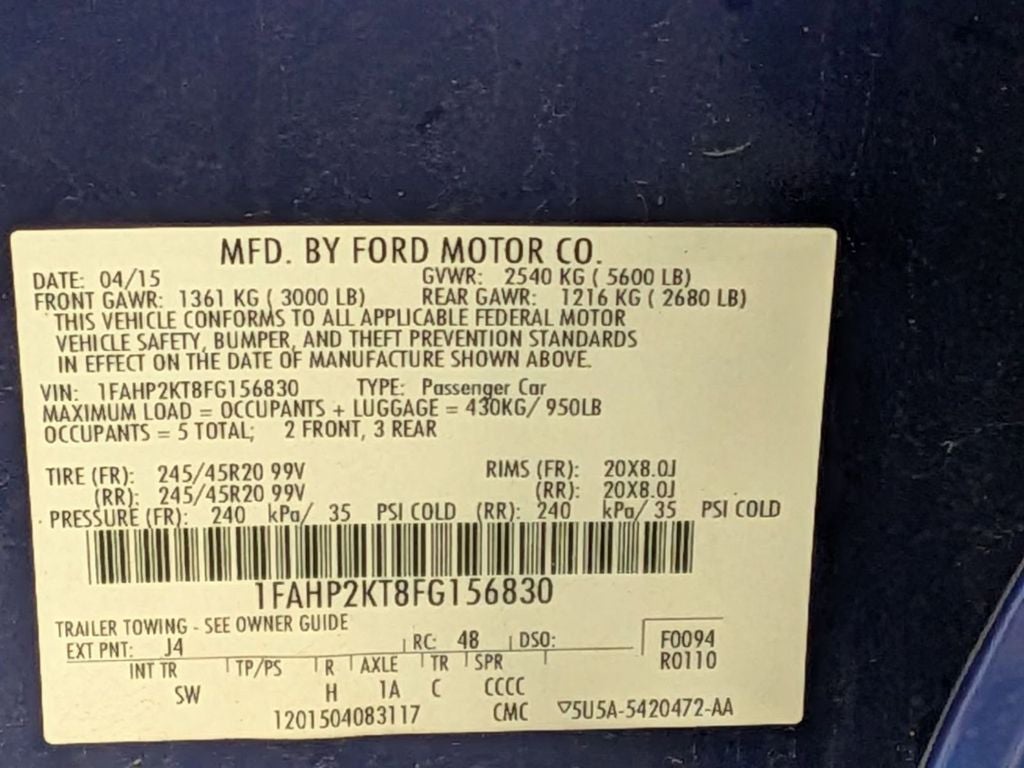 MFD. BY FORD MOTOR CO.
DATE: 04/15 GVWR: 2540 KG ( 5600 LB)
FRONT GAWR: 1361 KG ( 3000 LB) REAR GAWR: 1216 KG ( 2680 LB)
THIS VEHICLE CONFORMS TO ALL APPLICABLE FEDERAL MOTOR
VEHICLE SAFETY, BUMPER, AND THEFT PREVENTION STANDARDS
IN EFFECT ON THE DATE OF MANUFACTURE SHOWN ABOVE.
VIN: 1FAHP2KT8FG156830 TYPE: Passenger Car
MAXIMUM LOAD = OCCUPANTS + LUGGAGE = 430KG/ 950LB
OCCUPANTS = 5 TOTAL; 2 FRONT, 3 REAR
TIRE (FR): 245/45R20 99V RIMS (FR): 20X8.0J
(RR): 245/45R20 99V (RR): 20X8.0J
PRESSURE (FR): 240 kPa/ 35 PSI COLD (RR): 240 kPa/ 35 PSI COLD
1FAHP2KT8FG156830
TRAILER TOWING - SEE OWNER GUIDE
EXT PNT: J4 RC: 48 DSO: F0094
INT TR TP/PS R AXLE TR SPR R0110
SW H 1A C CCCC
1201504083117 CMC ▽5U5A-5420472-AA